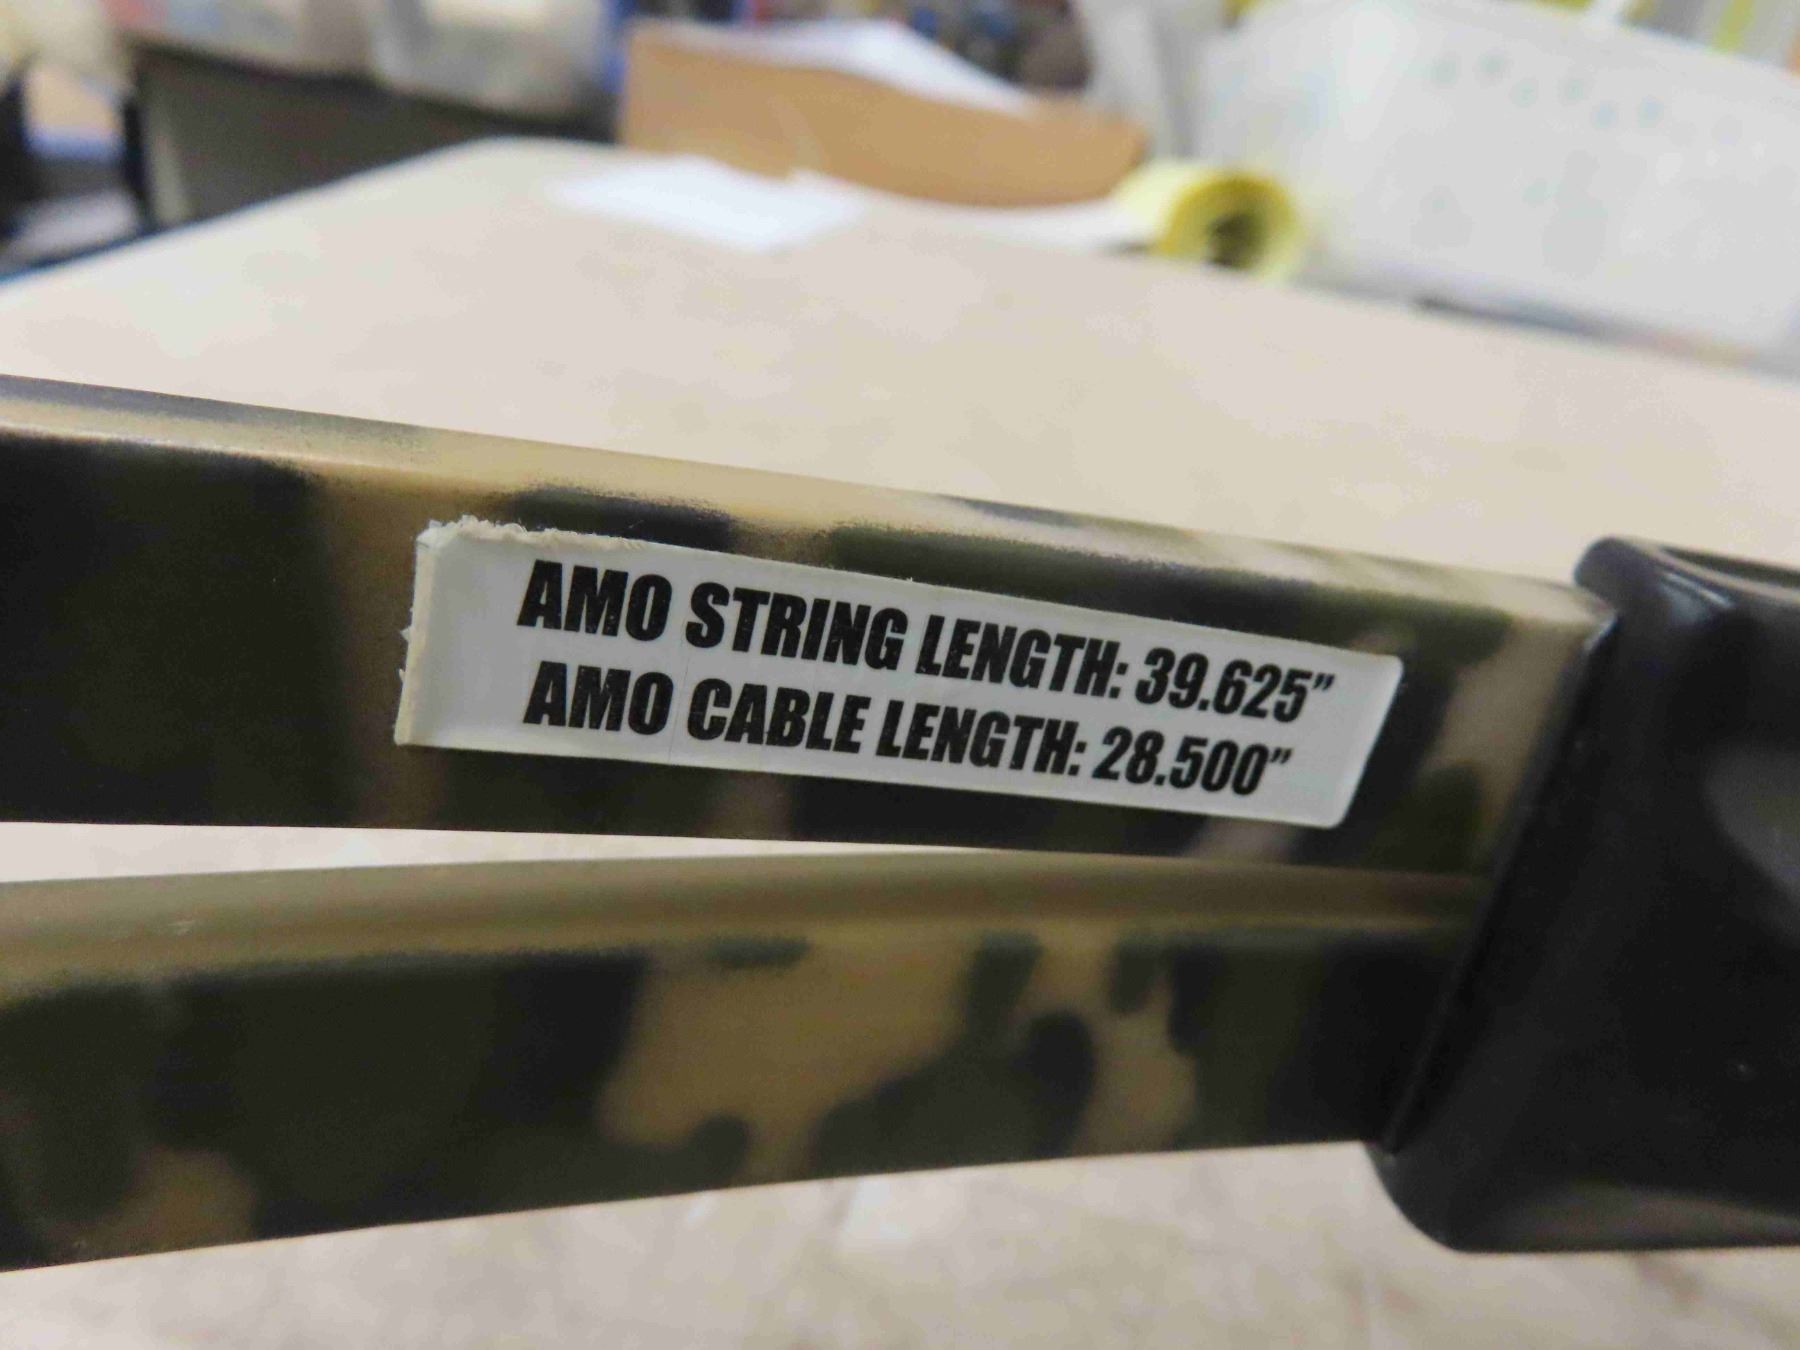 AMO STRING LENGTH: 39.625”
AMO CABLE LENGTH: 28.500”